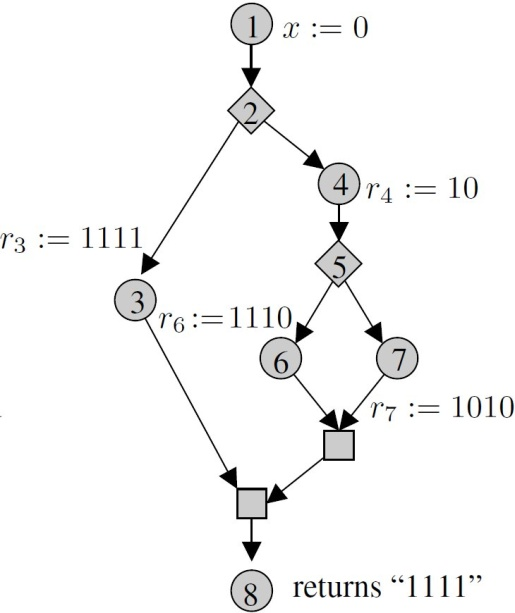 1 x := 0
2
4 r₄ := 10
r₃ := 1111
5
3
r₆ := 1110
6 7
r₇ := 1010
8 returns “1111”